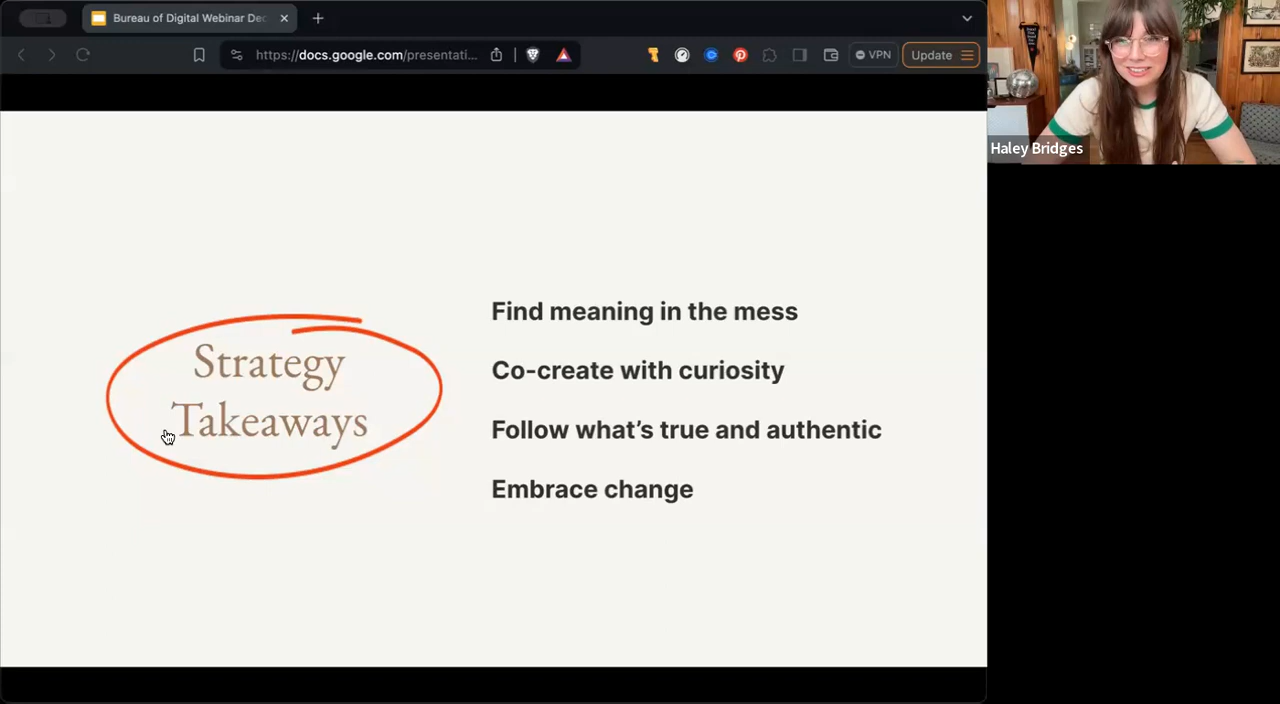 Bureau of Digital Webinar Dec
https://docs.google.com/presentati...
VPN
Update
Haley Bridges
Strategy
Takeaways
Find meaning in the mess
Co-create with curiosity
Follow what's true and authentic
Embrace change